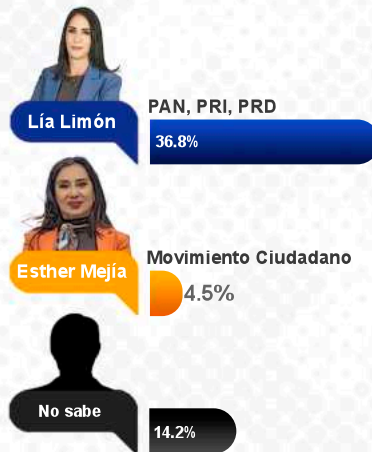 Lía Limón
PAN, PRI, PRD
36.8%
Esther Mejía
Movimiento Ciudadano
4.5%
No sabe
14.2%